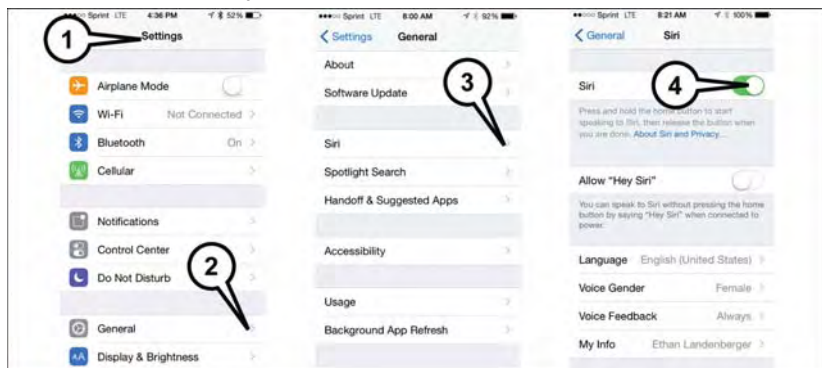 Sprint LTE 4:36 PM 52%
1
Settings
Airplane Mode
Wi-Fi Not Connected
Bluetooth On
Cellular
Notifications
Control Center
Do Not Disturb
2
General
Display & Brightness
Sprint LTE 8:00 AM 92%
Settings General
About
Software Update
3
Siri
Spotlight Search
Handoff & Suggested Apps
Accessibility
Usage
Background App Refresh
Sprint LTE 8:21 AM 100%
General Siri
Siri
4
Press and hold the home button to start
speaking to Siri, then release the button when
you are done. About Siri and Privacy...
Allow "Hey Siri"
You can speak to Siri without pressing the home
button by saying "Hey Siri" when connected to
power.
Language English (United States)
Voice Gender Female
Voice Feedback Always
My Info Ethan Landenberger